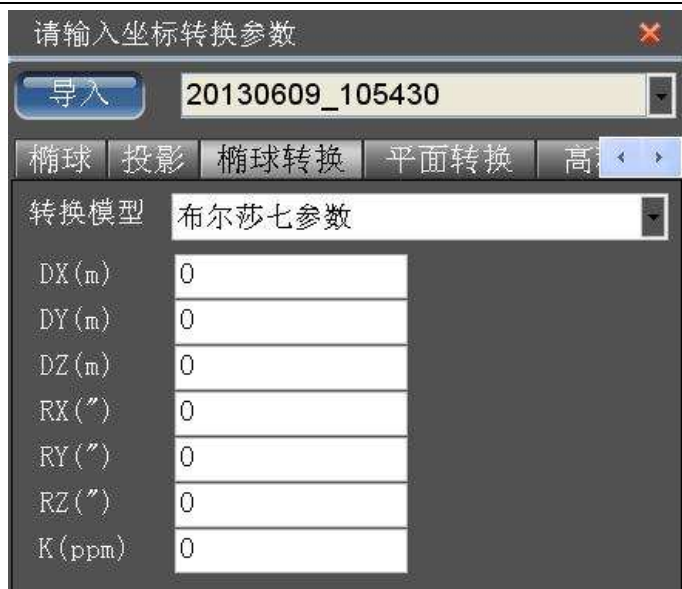 请输入坐标转换参数
导入 20130609_105430
椭球 投影 椭球转换 平面转换 高
转换模型 布尔莎七参数
DX(m) 0
DY(m) 0
DZ(m) 0
RX(″) 0
RY(″) 0
RZ(″) 0
K(ppm) 0